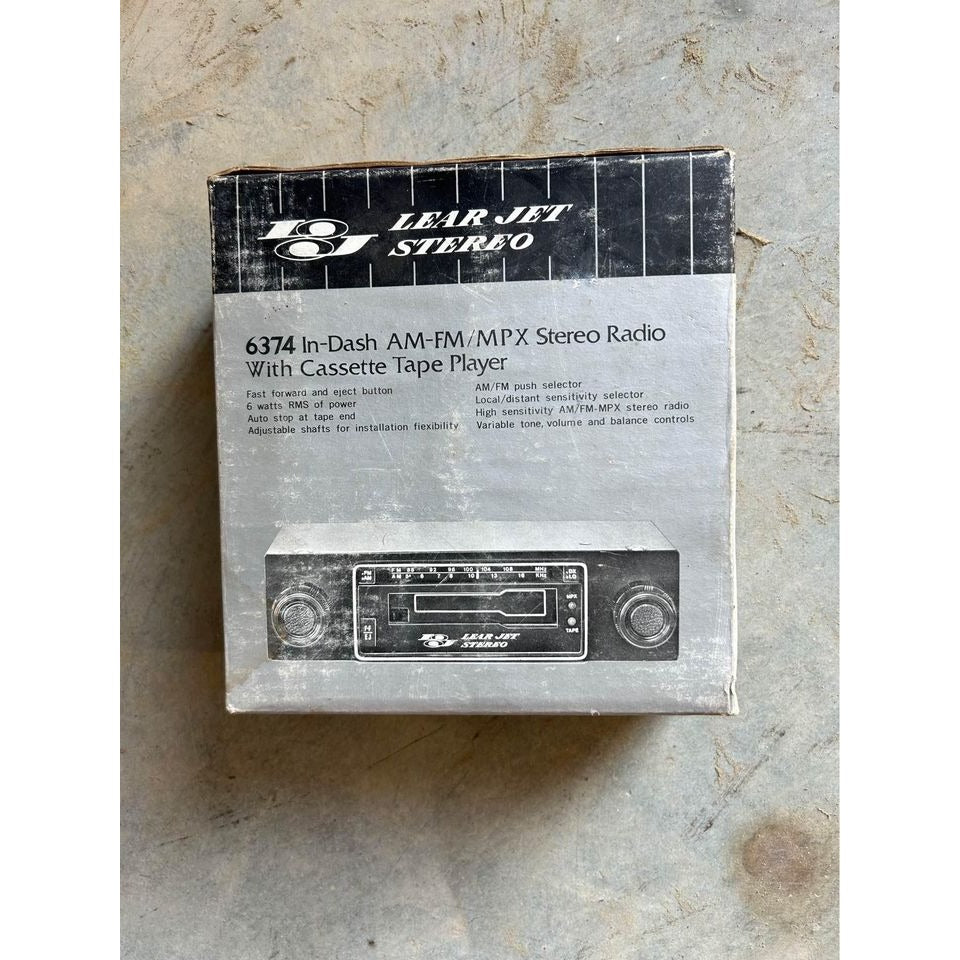 LEAR JET
STEREO
6374 In-Dash AM-FM/MPX Stereo Radio
With Cassette Tape Player
Fast forward and eject button
6 watts RMS of power
Auto stop at tape end
Adjustable shafts for installation flexibility
AM/FM push selector
Local/distant sensitivity selector
High sensitivity AM/FM-MPX stereo radio
Variable tone, volume and balance controls
FM 88 92 96 100 104 108 MHz
AM 6 7 8 10 13 16 KHz
FM
AM
LO
MPX
TAPE
LEAR JET
STEREO